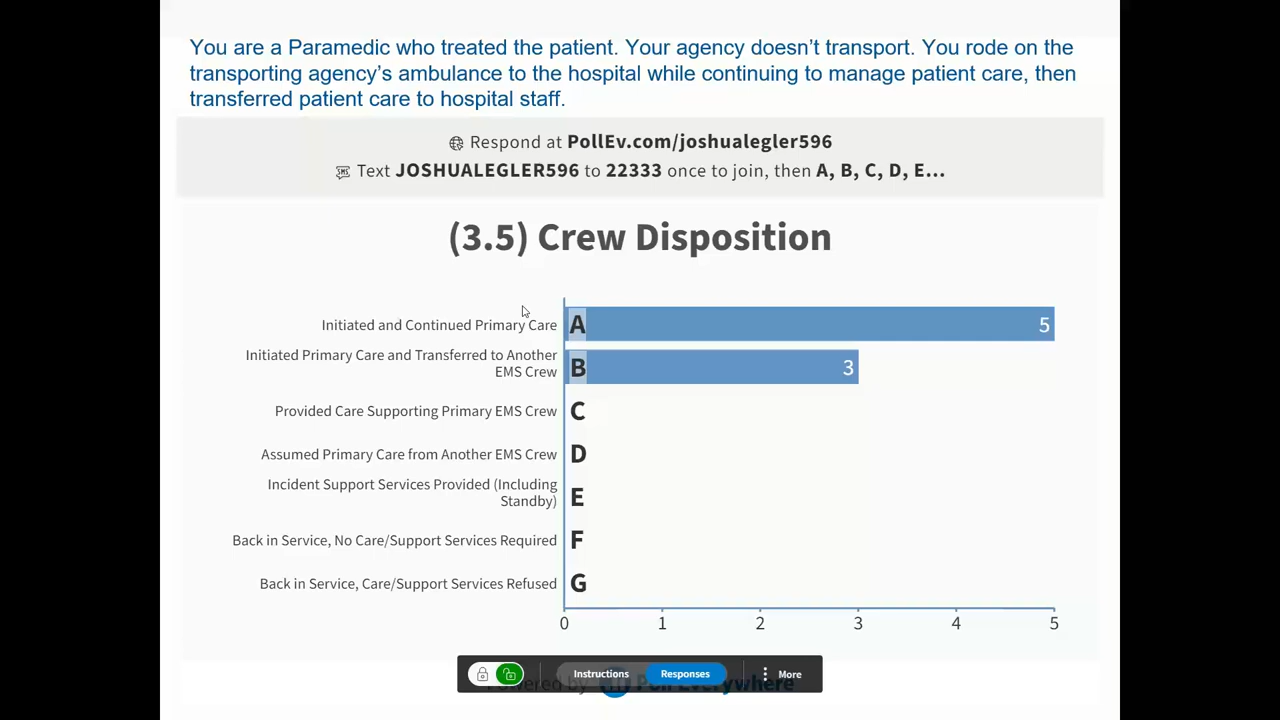 You are a Paramedic who treated the patient. Your agency doesn’t transport. You rode on the
transporting agency’s ambulance to the hospital while continuing to manage patient care, then
transferred patient care to hospital staff.
Respond at PollEv.com/joshualegler596
Text JOSHUALEGLER596 to 22333 once to join, then A, B, C, D, E...
(3.5) Crew Disposition
Initiated and Continued Primary Care A 5
Initiated Primary Care and Transferred to Another
EMS Crew B 3
Provided Care Supporting Primary EMS Crew C
Assumed Primary Care from Another EMS Crew D
Incident Support Services Provided (Including
Standby) E
Back in Service, No Care/Support Services Required F
Back in Service, Care/Support Services Refused G
0 1 2 3 4 5
Instructions Responses More
Powered by Poll Everywhere